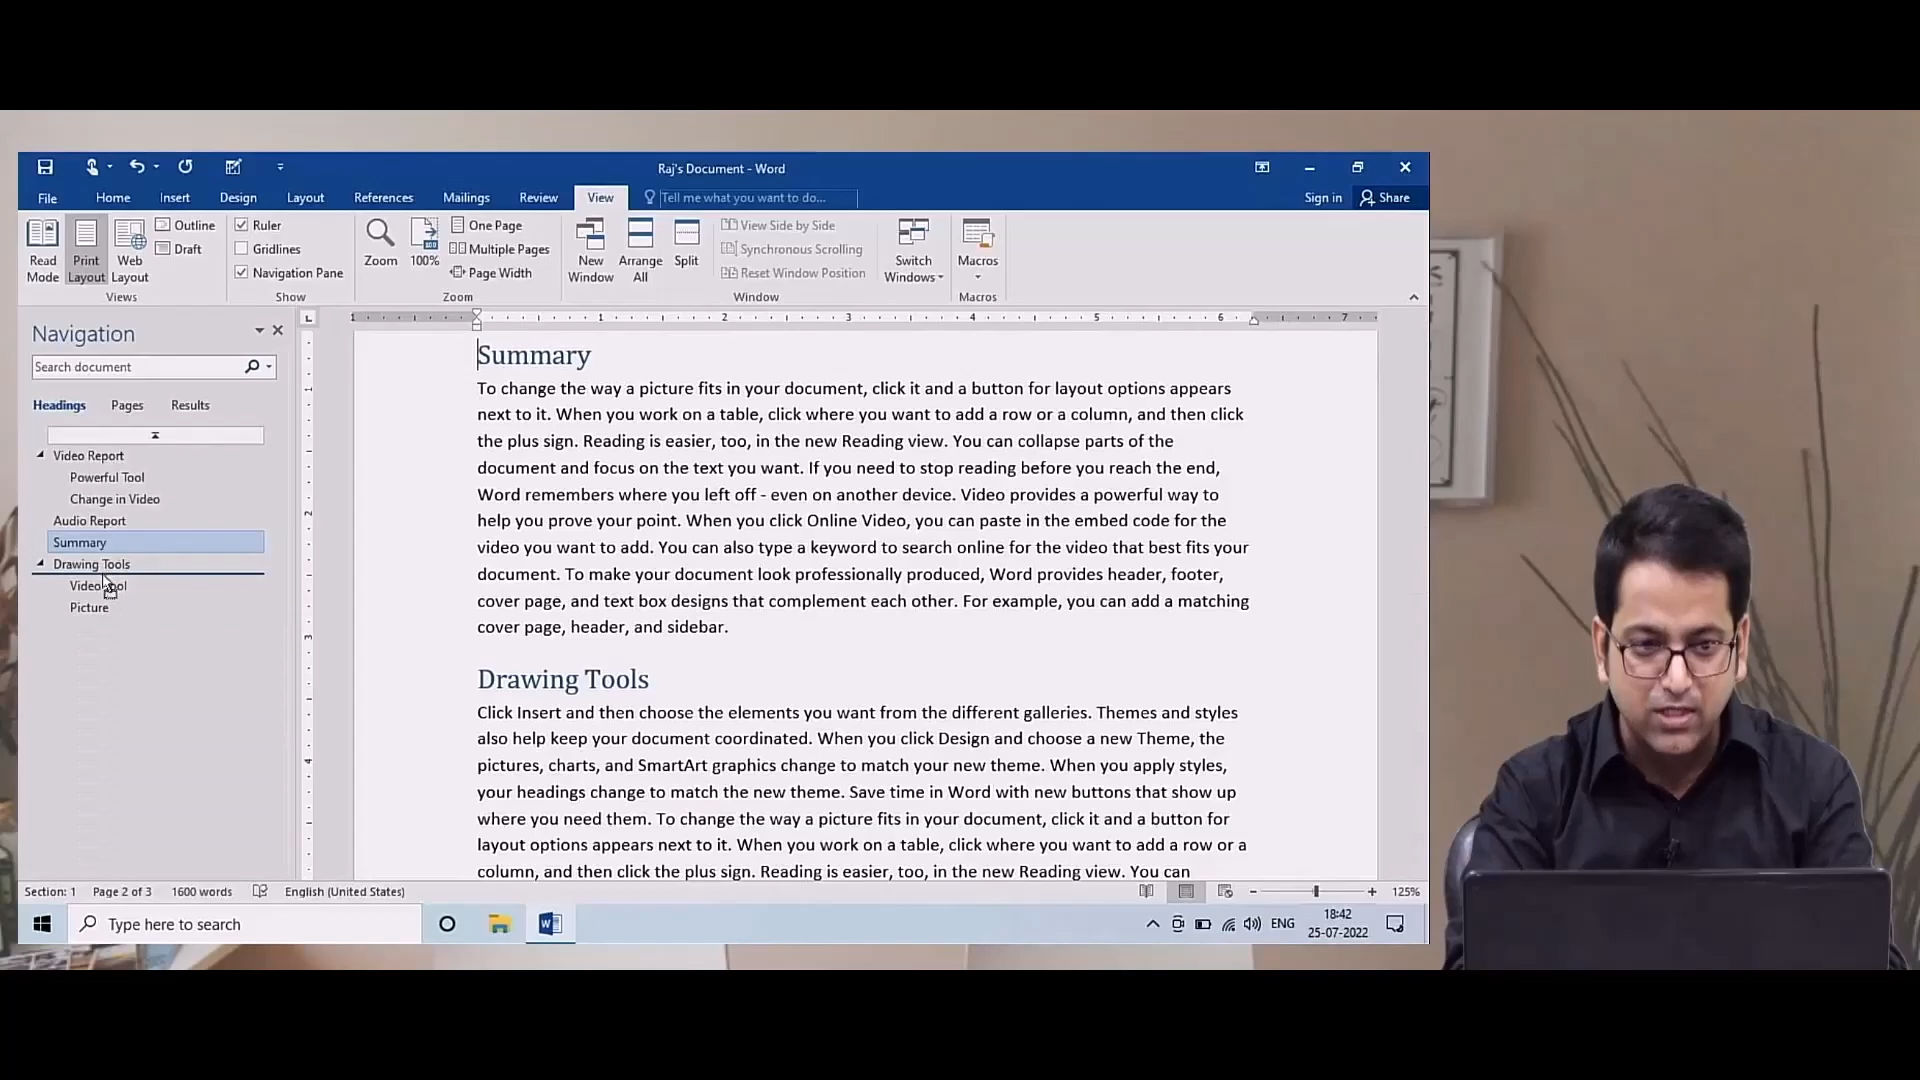 Raj's Document - Word
File Home Insert Design Layout References Mailings Review View Tell me what you want to do... Sign in Share
Read Mode
Print Layout
Web Layout
Outline
Draft
Views
Ruler
Gridlines
Navigation Pane
Show
Zoom
100
100%
One Page
Multiple Pages
Page Width
Zoom
New Window
Arrange All
Split
View Side by Side
Synchronous Scrolling
Reset Window Position
Switch Windows
Window
Macros
Macros
Navigation
Search document
Headings Pages Results
Video Report
Powerful Tool
Change in Video
Audio Report
Summary
Drawing Tools
Video Tool
Picture
L
1 1 2 3 4 5 6 7
1
2
3
4
Summary
To change the way a picture fits in your document, click it and a button for layout options appears
next to it. When you work on a table, click where you want to add a row or a column, and then click
the plus sign. Reading is easier, too, in the new Reading view. You can collapse parts of the
document and focus on the text you want. If you need to stop reading before you reach the end,
Word remembers where you left off - even on another device. Video provides a powerful way to
help you prove your point. When you click Online Video, you can paste in the embed code for the
video you want to add. You can also type a keyword to search online for the video that best fits your
document. To make your document look professionally produced, Word provides header, footer,
cover page, and text box designs that complement each other. For example, you can add a matching
cover page, header, and sidebar.
Drawing Tools
Click Insert and then choose the elements you want from the different galleries. Themes and styles
also help keep your document coordinated. When you click Design and choose a new Theme, the
pictures, charts, and SmartArt graphics change to match your new theme. When you apply styles,
your headings change to match the new theme. Save time in Word with new buttons that show up
where you need them. To change the way a picture fits in your document, click it and a button for
layout options appears next to it. When you work on a table, click where you want to add a row or a
column, and then click the plus sign. Reading is easier, too, in the new Reading view. You can
Section: 1 Page 2 of 3 1600 words English (United States) 125%
Type here to search
ENG
18:42
25-07-2022